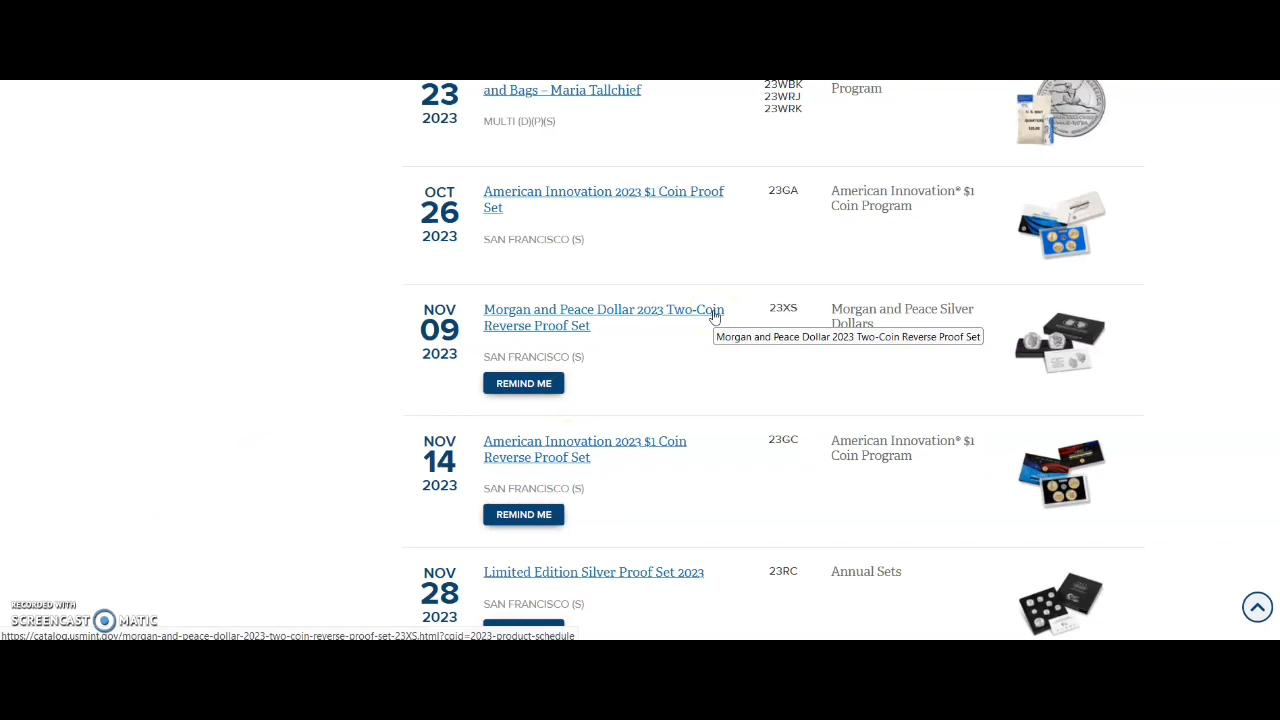 23
2023
and Bags – Maria Tallchief
MULTI (D)(P)(S)
23WBK
23WRJ
23WRK
Program
OCT
26
2023
American Innovation 2023 $1 Coin Proof
Set
SAN FRANCISCO (S)
23GA
American Innovation® $1
Coin Program
NOV
09
2023
Morgan and Peace Dollar 2023 Two-Coin
Reverse Proof Set
SAN FRANCISCO (S)
REMIND ME
23XS
Morgan and Peace Silver
Dollars
Morgan and Peace Dollar 2023 Two-Coin Reverse Proof Set
NOV
14
2023
American Innovation 2023 $1 Coin
Reverse Proof Set
SAN FRANCISCO (S)
REMIND ME
23GC
American Innovation® $1
Coin Program
NOV
28
2023
Limited Edition Silver Proof Set 2023
SAN FRANCISCO (S)
23RC
Annual Sets
RECORDED WITH
SCREENCAST MATIC
https://catalog.usmint.gov/morgan-and-peace-dollar-2023-two-coin-reverse-proof-set-23XS.html?cgid=2023-product-schedule